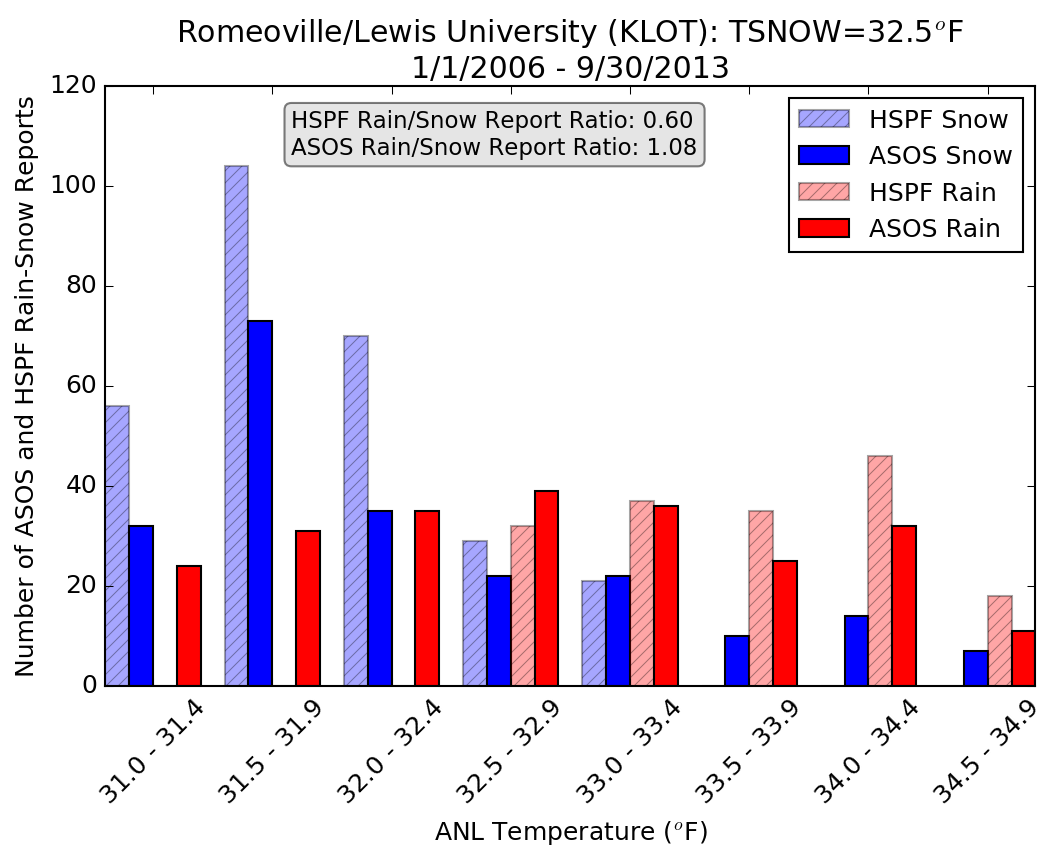 Romeoville/Lewis University (KLOT): TSNOW=32.5°F
1/1/2006 - 9/30/2013
HSPF Rain/Snow Report Ratio: 0.60
ASOS Rain/Snow Report Ratio: 1.08
HSPF Snow
ASOS Snow
HSPF Rain
ASOS Rain
Number of ASOS and HSPF Rain-Snow Reports
120
100
80
60
40
20
0
31.0 - 31.4
31.5 - 31.9
32.0 - 32.4
32.5 - 32.9
33.0 - 33.4
33.5 - 33.9
34.0 - 34.4
34.5 - 34.9
ANL Temperature (°F)